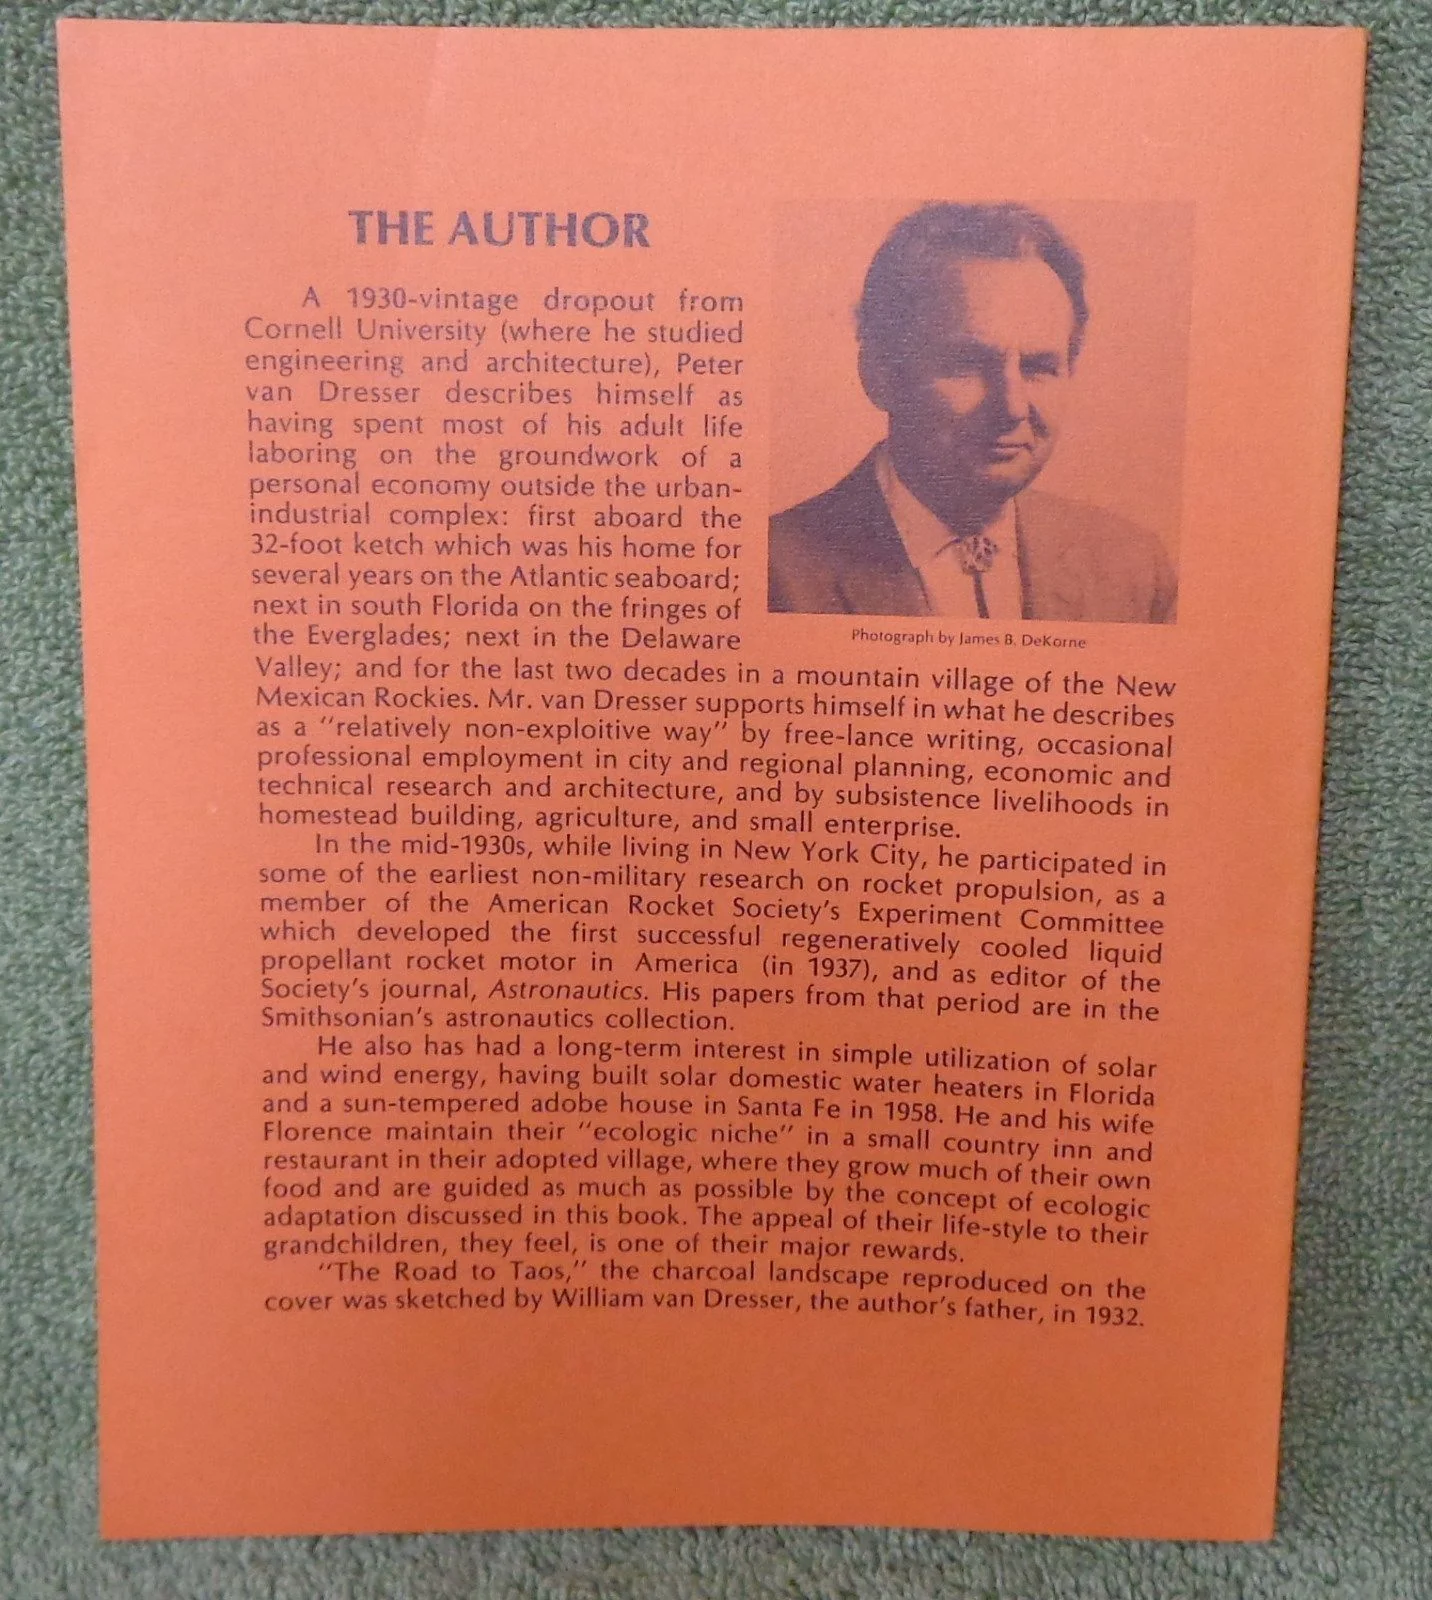 THE AUTHOR
A 1930-vintage dropout from
Cornell University (where he studied
engineering and architecture), Peter
van Dresser describes himself as
having spent most of his adult life
laboring on the groundwork of a
personal economy outside the urban-
industrial complex: first aboard the
32-foot ketch which was his home for
several years on the Atlantic seaboard;
next in south Florida on the fringes of
the Everglades; next in the Delaware
Photograph by James B. DeKorne
Valley; and for the last two decades in a mountain village of the New
Mexican Rockies. Mr. van Dresser supports himself in what he describes
as a "relatively non-exploitive way" by free-lance writing, occasional
professional employment in city and regional planning, economic and
technical research and architecture, and by subsistence livelihoods in
homestead building, agriculture, and small enterprise.
In the mid-1930s, while living in New York City, he participated in
some of the earliest non-military research on rocket propulsion, as a
member of the American Rocket Society's Experiment Committee
which developed the first successful regeneratively cooled liquid
propellant rocket motor in America (in 1937), and as editor of the
Society's journal, Astronautics. His papers from that period are in the
Smithsonian's astronautics collection.
He also has had a long-term interest in simple utilization of solar
and wind energy, having built solar domestic water heaters in Florida
and a sun-tempered adobe house in Santa Fe in 1958. He and his wife
Florence maintain their "ecologic niche" in a small country inn and
restaurant in their adopted village, where they grow much of their own
food and are guided as much as possible by the concept of ecologic
adaptation discussed in this book. The appeal of their life-style to their
grandchildren, they feel, is one of their major rewards.
"The Road to Taos," the charcoal landscape reproduced on the
cover was sketched by William van Dresser, the author's father, in 1932.